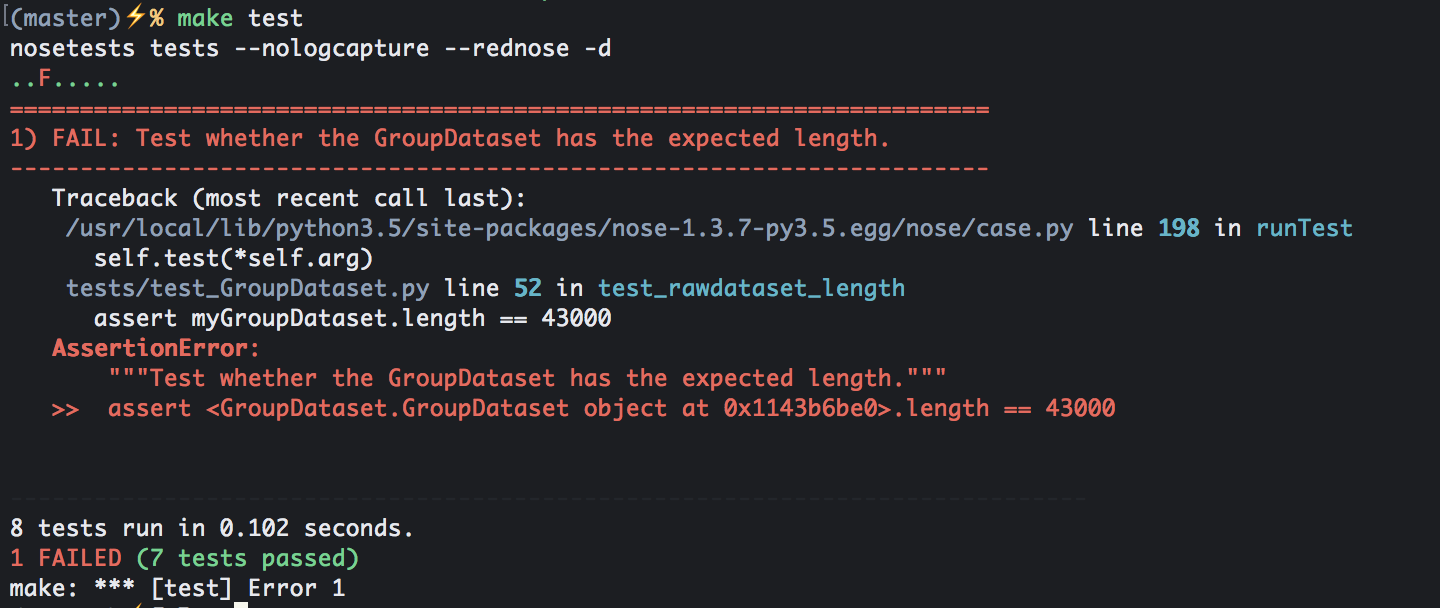 (master)⚡% make test
nosetests tests --nologcapture --rednose -d
..F.....
======================================================================
1) FAIL: Test whether the GroupDataset has the expected length.
----------------------------------------------------------------------
Traceback (most recent call last):
/usr/local/lib/python3.5/site-packages/nose-1.3.7-py3.5.egg/nose/case.py line 198 in runTest
self.test(*self.arg)
tests/test_GroupDataset.py line 52 in test_rawdataset_length
assert myGroupDataset.length == 43000
AssertionError:
"""Test whether the GroupDataset has the expected length."""
>> assert <GroupDataset.GroupDataset object at 0x1143b6be0>.length == 43000
-----------------------------------------------------------------------------
8 tests run in 0.102 seconds.
1 FAILED (7 tests passed)
make: *** [test] Error 1